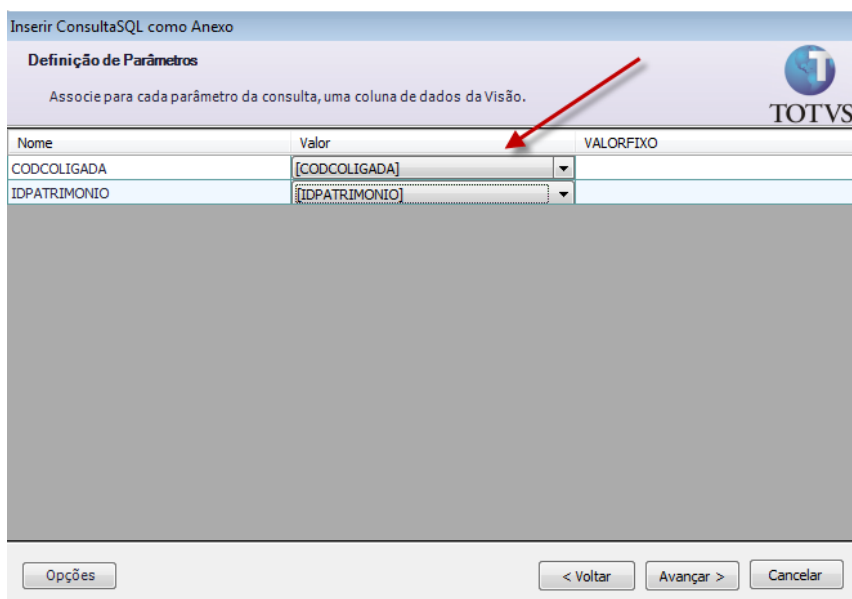 Inserir ConsultaSQL como Anexo
Definição de Parâmetros
Associe para cada parâmetro da consulta, uma coluna de dados da Visão.
TOTVS
Nome Valor VALORFIXO
CODCOLIGADA [CODCOLIGADA]
IDPATRIMONIO [IDPATRIMONIO]
Opções < Voltar Avançar > Cancelar